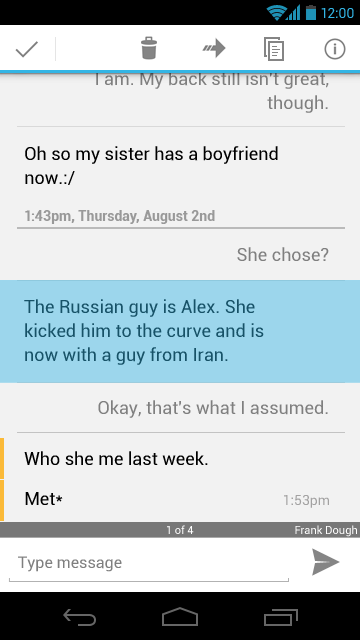 12:00
I am. My back still isn't great,
though.
Oh so my sister has a boyfriend
now.:/
1:43pm, Thursday, August 2nd
She chose?
The Russian guy is Alex. She
kicked him to the curve and is
now with a guy from Iran.
Okay, that's what I assumed.
Who she me last week.
Met*
1:53pm
1 of 4
Frank Dough
Type message